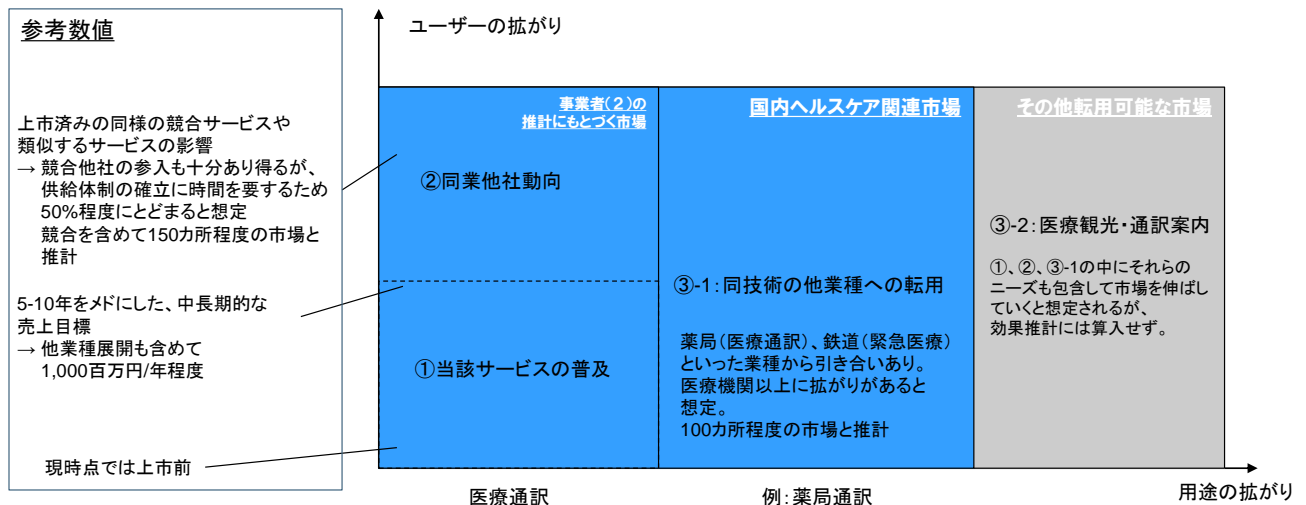 参考数値
上市済みの同様の競合サービスや
類似するサービスの影響
→ 競合他社の参入も十分あり得るが、
供給体制の確立に時間を要するため
50%程度にとどまると想定
競合を含めて150カ所程度の市場と
推計
5-10年をメドにした、中長期的な
売上目標
→ 他業種展開も含めて
1,000百万円/年程度
現時点では上市前
ユーザーの拡がり
事業者(2)の
推計にもとづく市場
②同業他社動向
①当該サービスの普及
国内ヘルスケア関連市場
③-1:同技術の他業種への転用
薬局(医療通訳)、鉄道(緊急医療)
といった業種から引き合いあり。
医療機関以上に拡がりがあると
想定。
100カ所程度の市場と推計
その他転用可能な市場
③-2:医療観光・通訳案内
①、②、③-1の中にそれらの
ニーズも包含して市場を伸ばし
ていくと想定されるが、
効果推計には算入せず。
医療通訳
例:薬局通訳
用途の拡がり